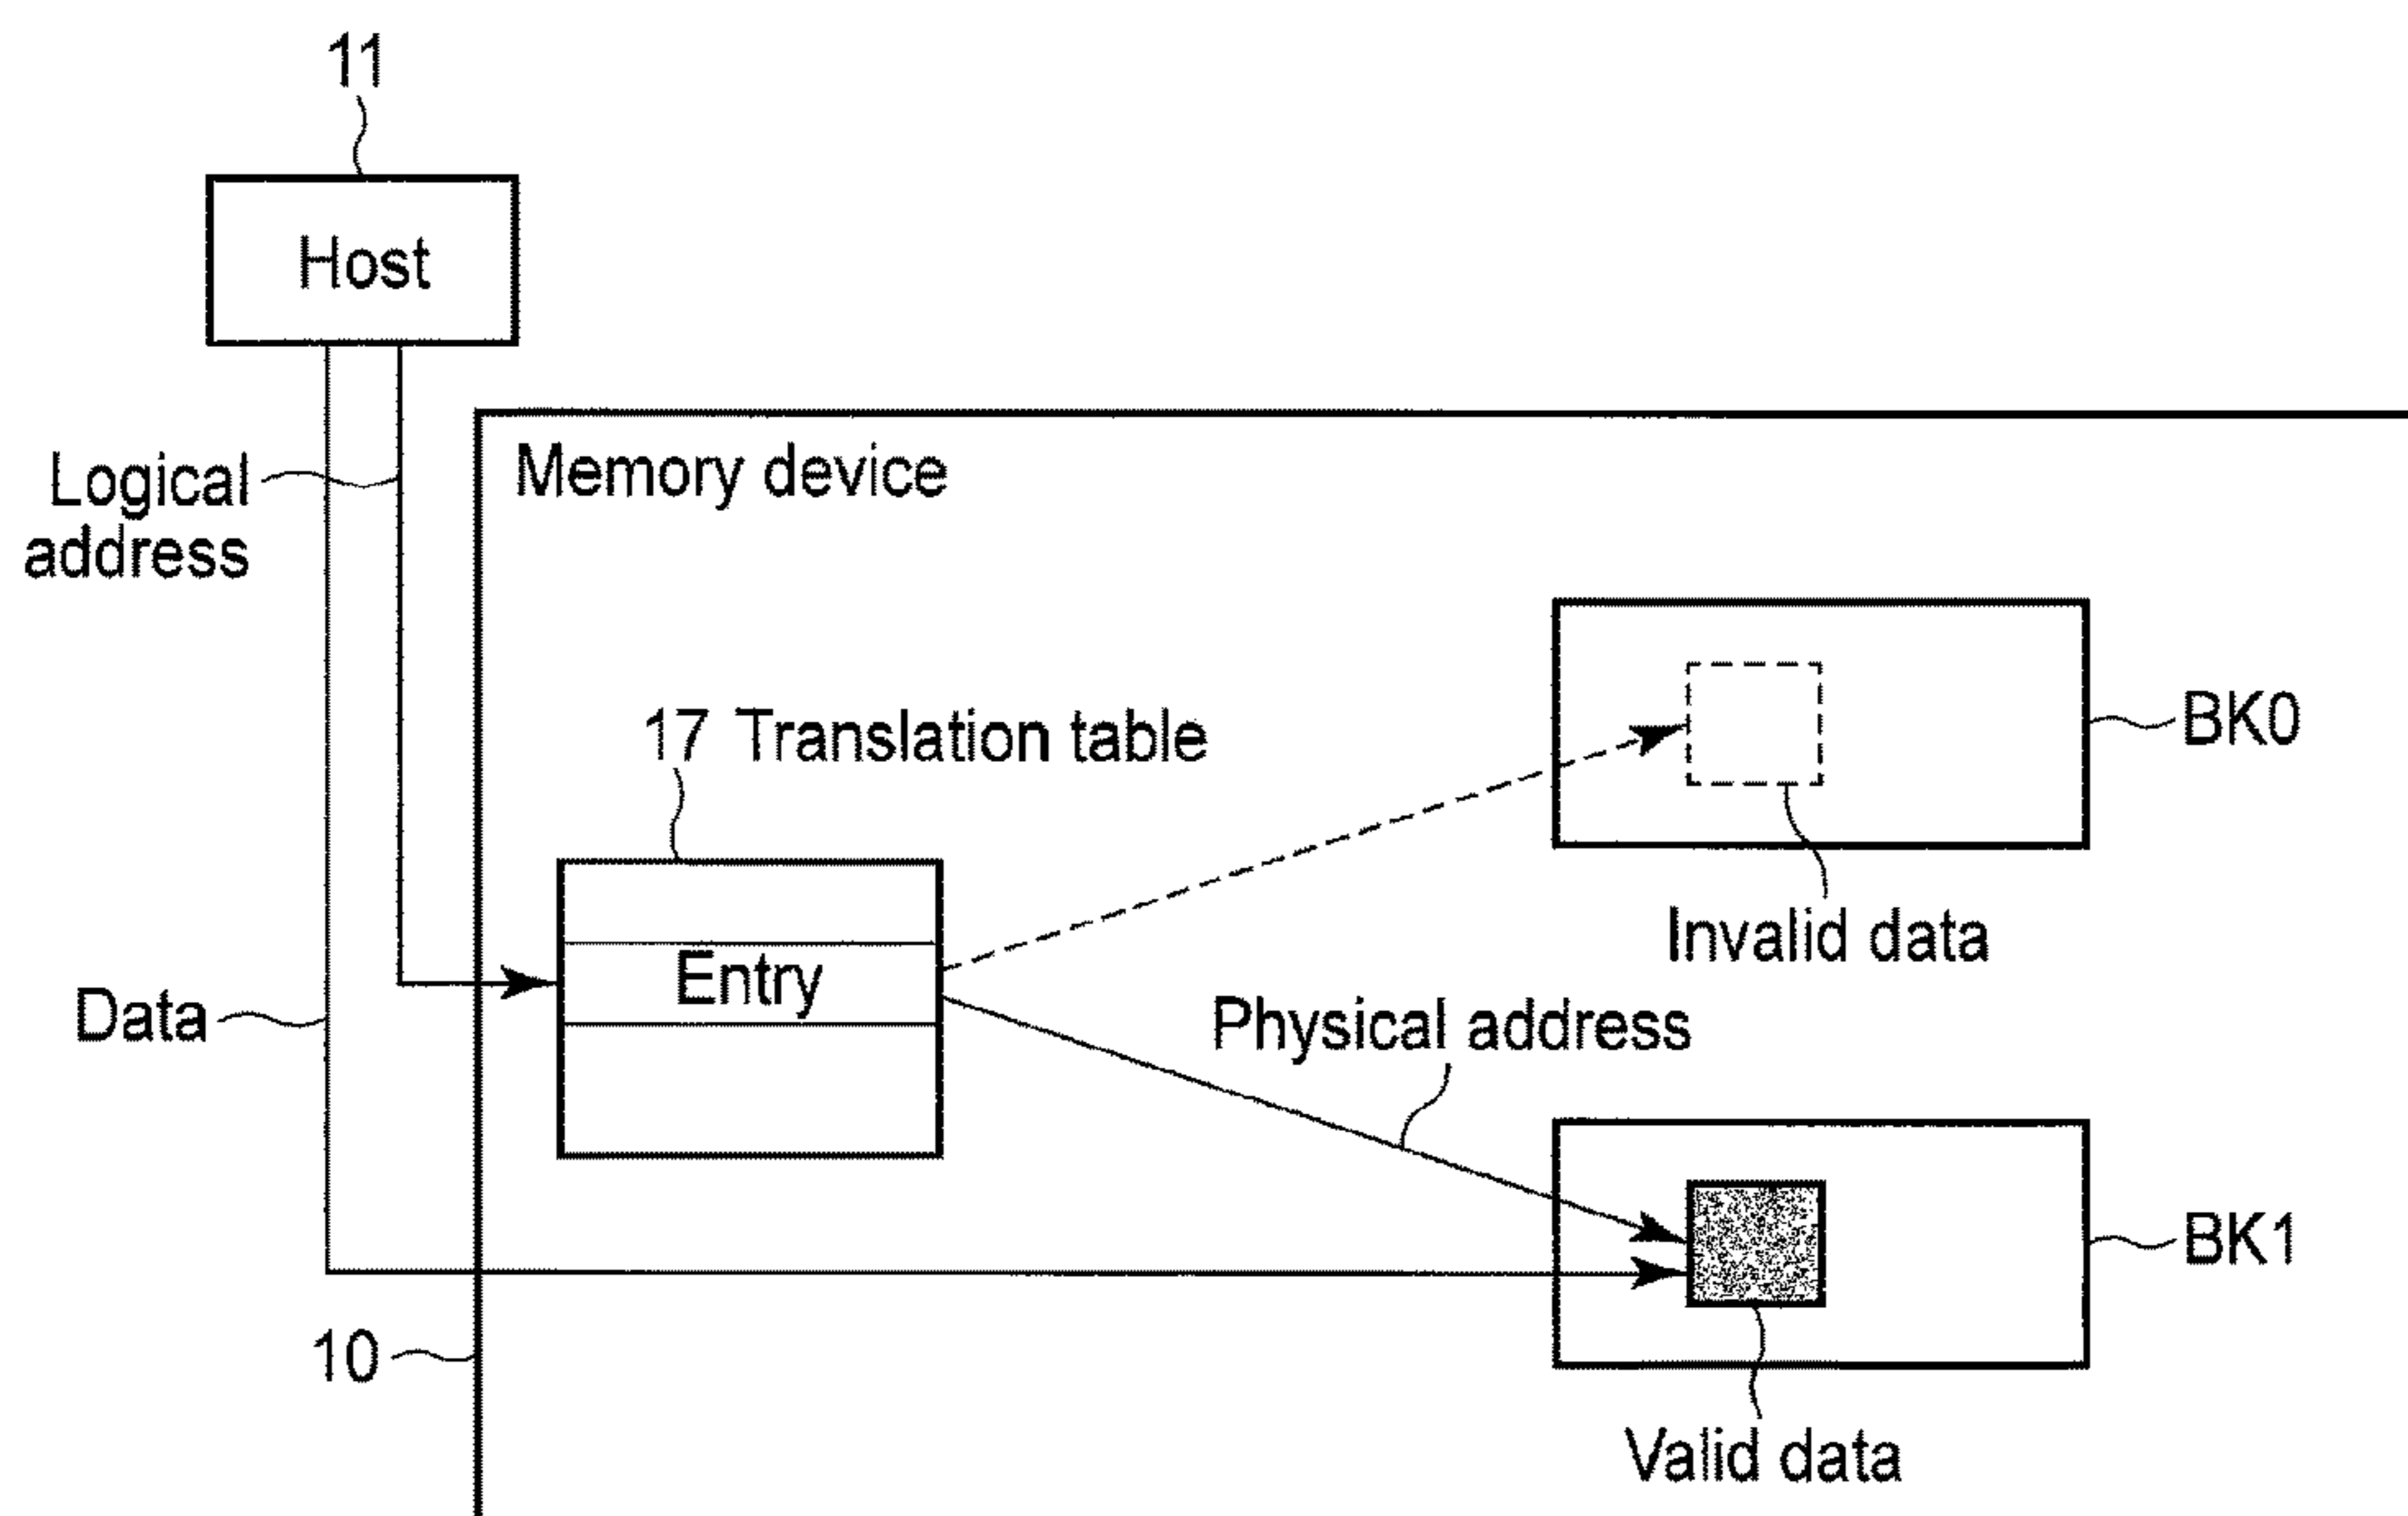 11
Host
Logical
address
Memory device
17 Translation table
BK0
Invalid data
Entry
Data
Physical address
BK1
10
Valid data